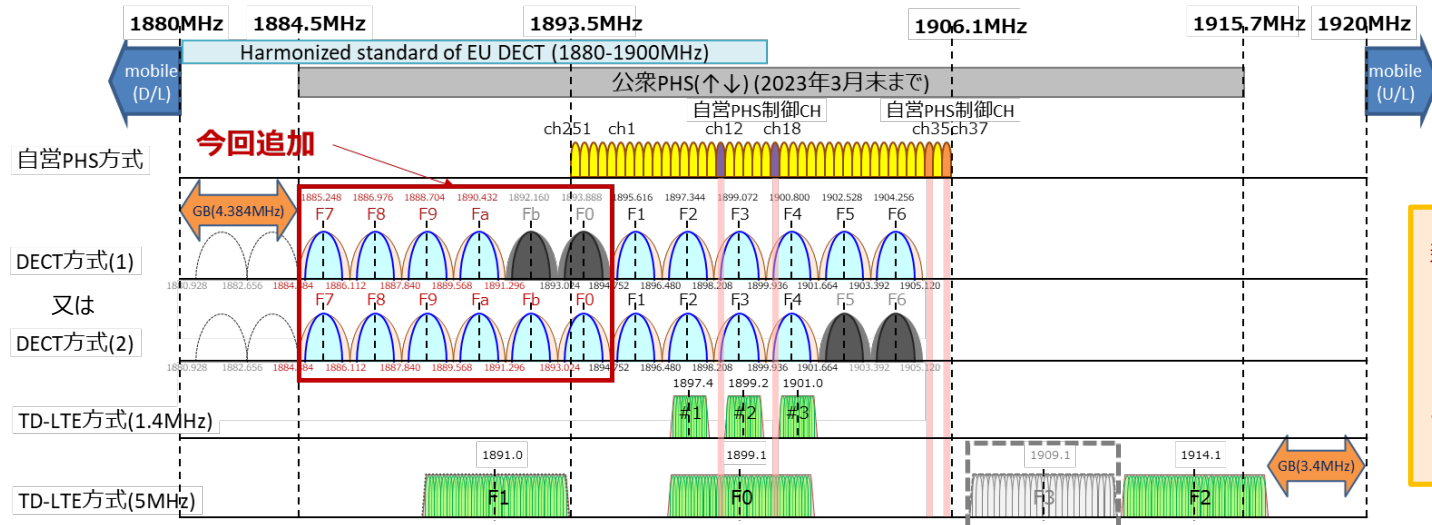 1880MHz 1884.5MHz 1893.5MHz 1906.1MHz 1915.7MHz 1920MHz
Harmonized standard of EU DECT (1880-1900MHz)
mobile
(D/L)
公衆PHS(↑↓) (2023年3月末まで)
mobile
(U/L)
自営PHS制御CH 自営PHS制御CH
ch251 ch1 ch12 ch18 ch35 ch37
今回追加
自営PHS方式
GB(4.384MHz)
1885.248 1886.976 1888.704 1890.432 1892.160 1893.888 1895.616 1897.344 1899.072 1900.800 1902.528 1904.256
F7 F8 F9 Fa Fb F0 F1 F2 F3 F4 F5 F6
DECT方式(1)
1880.928 1882.656 1884.384 1886.112 1887.840 1889.568 1891.296 1893.024 1894.752 1896.480 1898.208 1899.936 1901.664 1903.392 1905.120
又は
F7 F8 F9 Fa Fb F0 F1 F2 F3 F4 F5 F6
DECT方式(2)
1880.928 1882.656 1884.384 1886.112 1887.840 1889.568 1891.296 1893.024 1894.752 1896.480 1898.208 1899.936 1901.664 1903.392 1905.120
1897.4 1899.2 1901.0
#1 #2 #3
TD-LTE方式(1.4MHz)
1891.0 1899.1 1909.1 1914.1
GB(3.4MHz)
TD-LTE方式(5MHz)
F1 F0 F3 F2